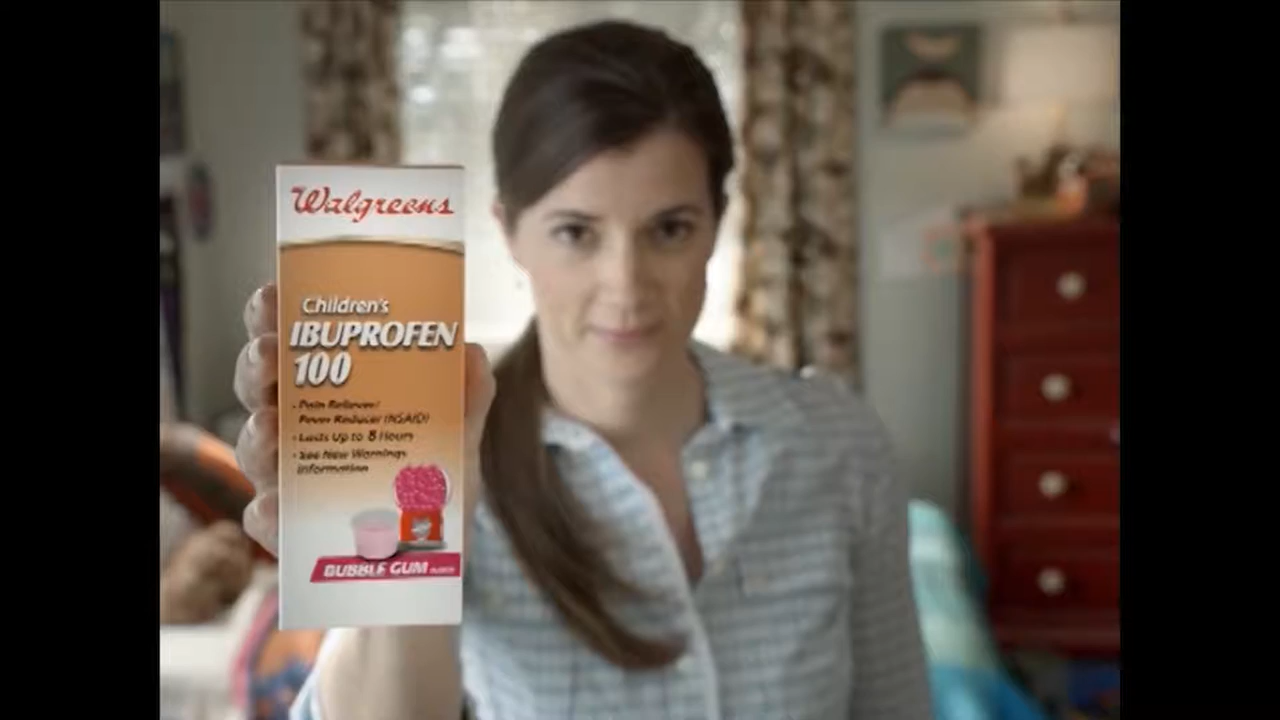 Walgreens
Children's
IBUPROFEN
100
• Pain Reliever/
Fever Reducer (NSAID)
• Lasts Up to 8 Hours
• See New Warnings
Information
BUBBLE GUM